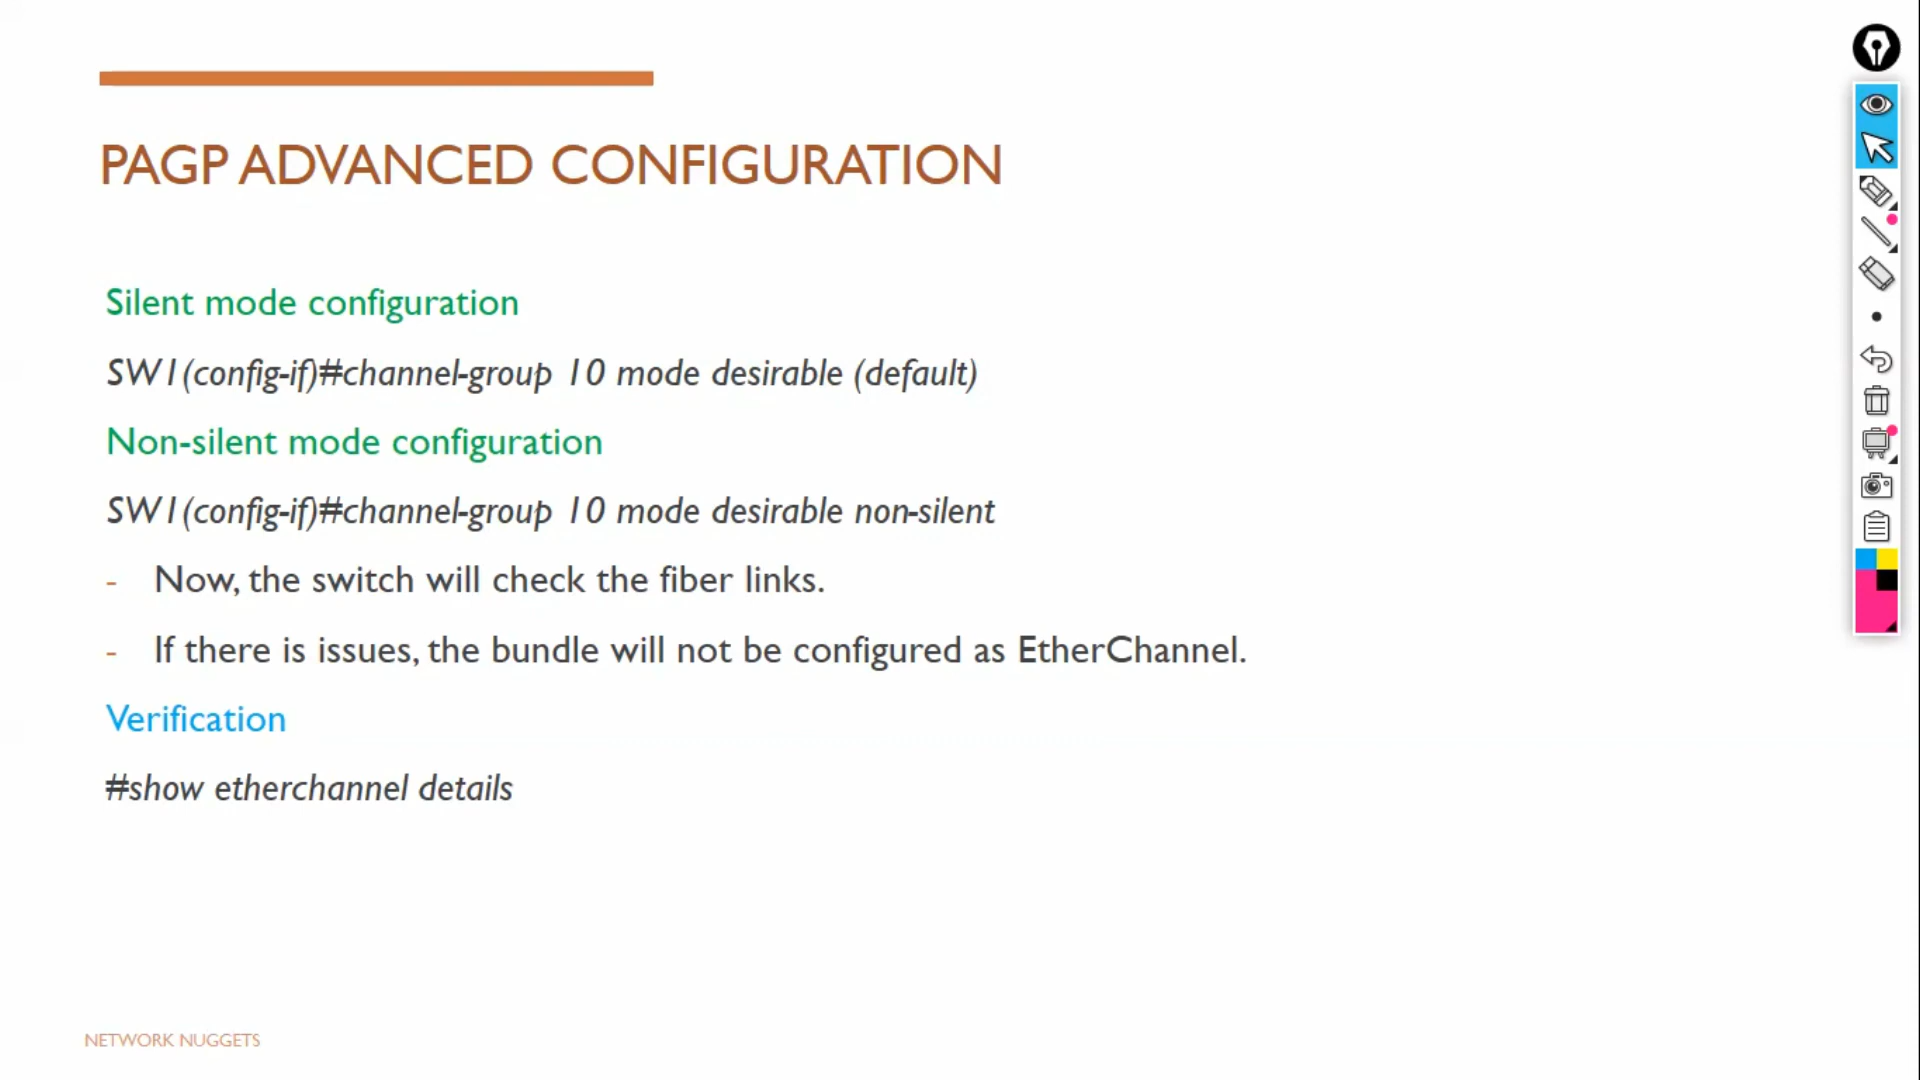 PAGP ADVANCED CONFIGURATION
Silent mode configuration
SW1(config-if)#channel-group 10 mode desirable (default)
Non-silent mode configuration
SW1(config-if)#channel-group 10 mode desirable non-silent
- Now, the switch will check the fiber links.
- If there is issues, the bundle will not be configured as EtherChannel.
Verification
#show etherchannel details
NETWORK NUGGETS